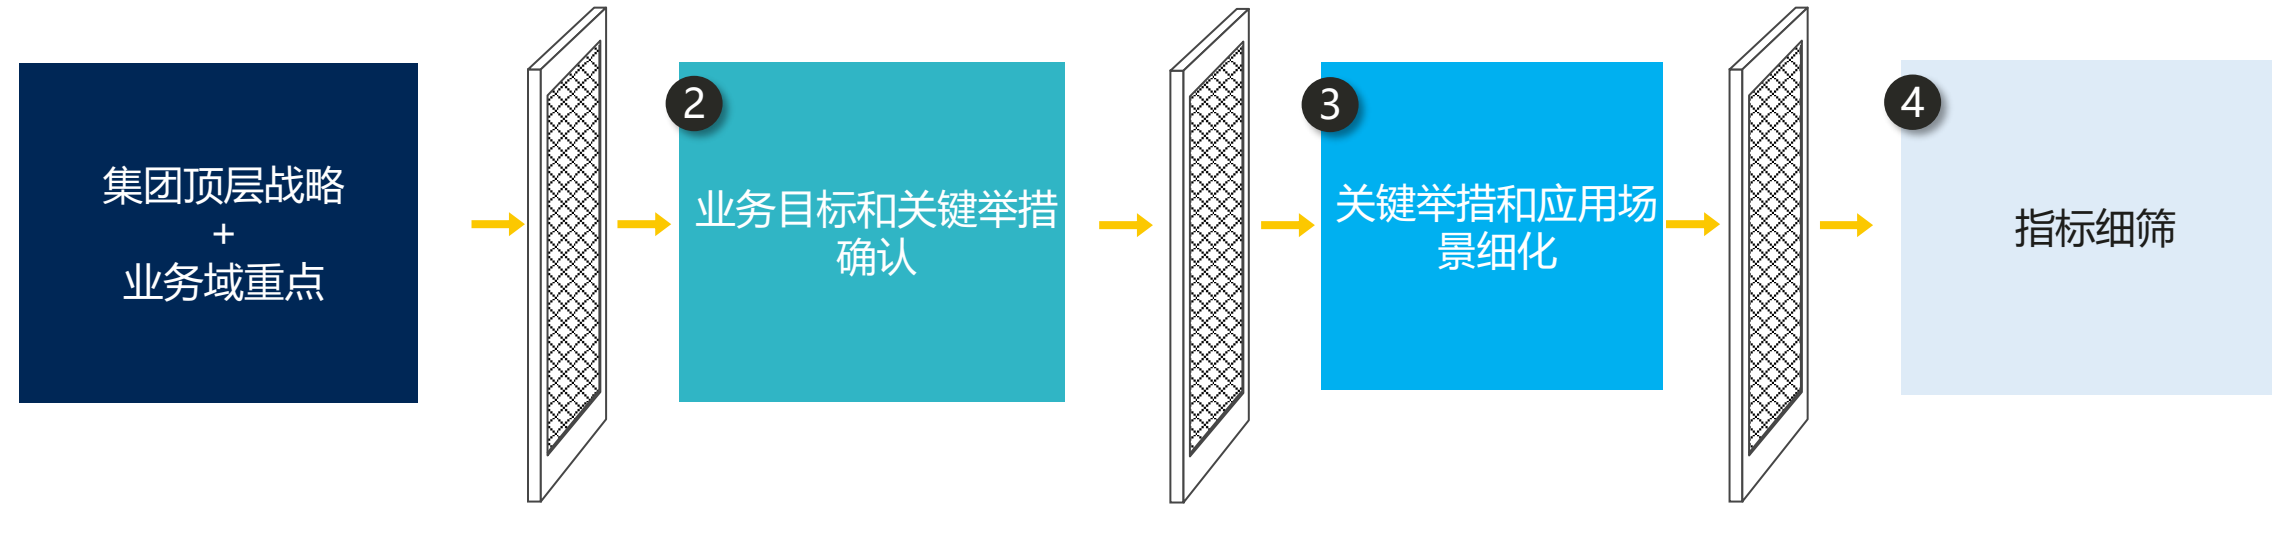 集团顶层战略
+
业务域重点
2
业务目标和关键举措
确认
3
关键举措和应用场
景细化
4
指标细筛